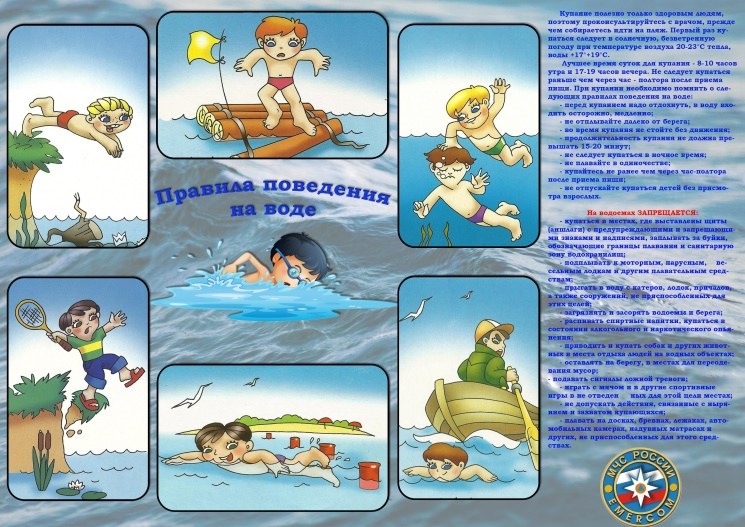 Правила поведения
на воде
Купание полезно только здоровым людям,
поэтому проконсультируйтесь с врачом, прежде
чем собираетесь идти на пляж. Первый раз ку-
паться следует в солнечную, безветренную
погоду при температуре воздуха 20-23°С тепла,
воды +17°+19°С.
Лучшее время суток для купания - 8-10 часов
утра и 17-19 часов вечера. Не следует купаться
раньше чем через час - полтора после приема
пищи. При купании необходимо помнить о сле-
дующих правилах поведения на воде:
- перед купанием надо отдохнуть, в воду вхо-
дить осторожно, медленно;
- не отплывайте далеко от берега;
- во время купания не стойте без движения;
- продолжительность купания не должна пре-
вышать 15-20 минут;
- не следует купаться в ночное время;
- не плавайте в одиночестве;
- купайтесь не ранее чем через час-полтора
после приема пищи;
- не отпускайте купаться детей без присмо-
тра взрослых.
На водоемах ЗАПРЕЩАЕТСЯ:
- купаться в местах, где выставлены щиты
(аншлаги) с предупреждающими и запрещающи-
ми знаками и надписями, заплывать за буйки,
обозначающие границы плавания и санитарную
зону водохранилищ;
- подплывать к моторным, парусным, ве-
сельным лодкам и другим плавательным сред-
ствам;
- прыгать в воду с катеров, лодок, причалов,
а также сооружений, не приспособленных для
этих целей;
- загрязнять и засорять водоемы и берега;
- распивать спиртные напитки, купаться в
состоянии алкогольного и наркотического опья-
нения;
- приводить и купать собак и других живот-
ных в места отдыха людей на водных объектах;
- оставлять на берегу, в местах для переоде-
вания мусор;
- подавать сигналы ложной тревоги;
- играть с мячом и в другие спортивные
игры в не отведен ных для этой цели местах;
- не допускать действия, связанные с ныря-
нием и захватом купающихся;
- плавать на досках, бревнах, лежаках, авто-
мобильных камерах, надувных матрасах и
других, не приспособленных для этого сред-
ствах.
МЧС РОССИИ
EMERCOM